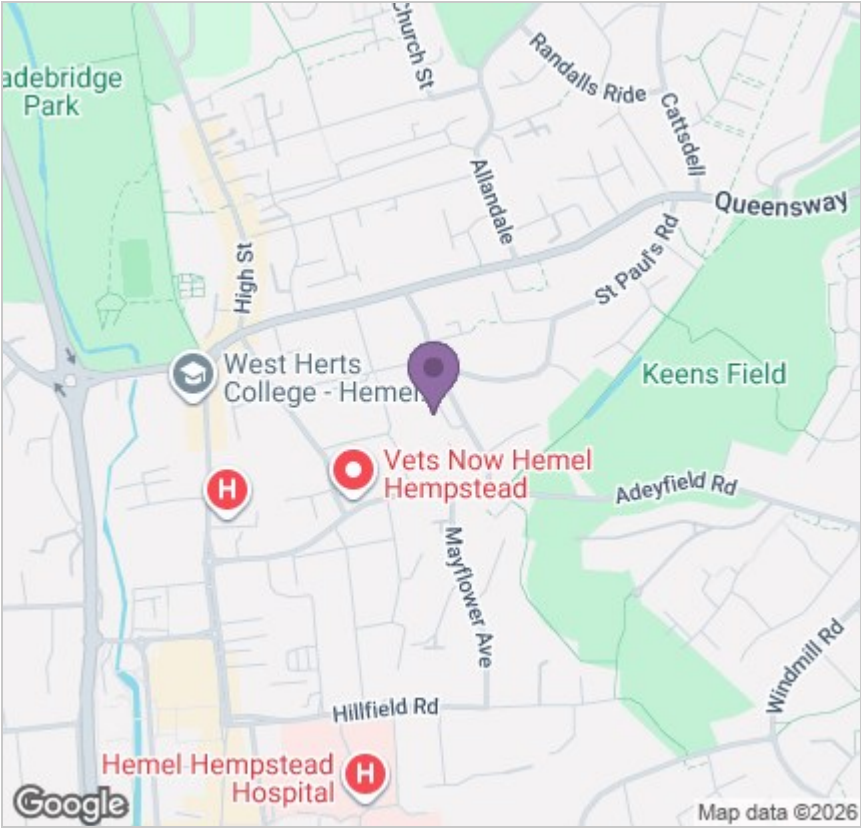 Church St
Randalls Ride
adebridge
Park
Cattsdell
Allandale
Queensway
St Paul's Rd
High St
West Herts
College - Hemel
Keens Field
Vets Now Hemel
Hempstead
H
Adeyfield Rd
Mayflower Ave
Windmill Rd
Hillfield Rd
Hemel Hempstead
Hospital
H
Google
Map data ©2026